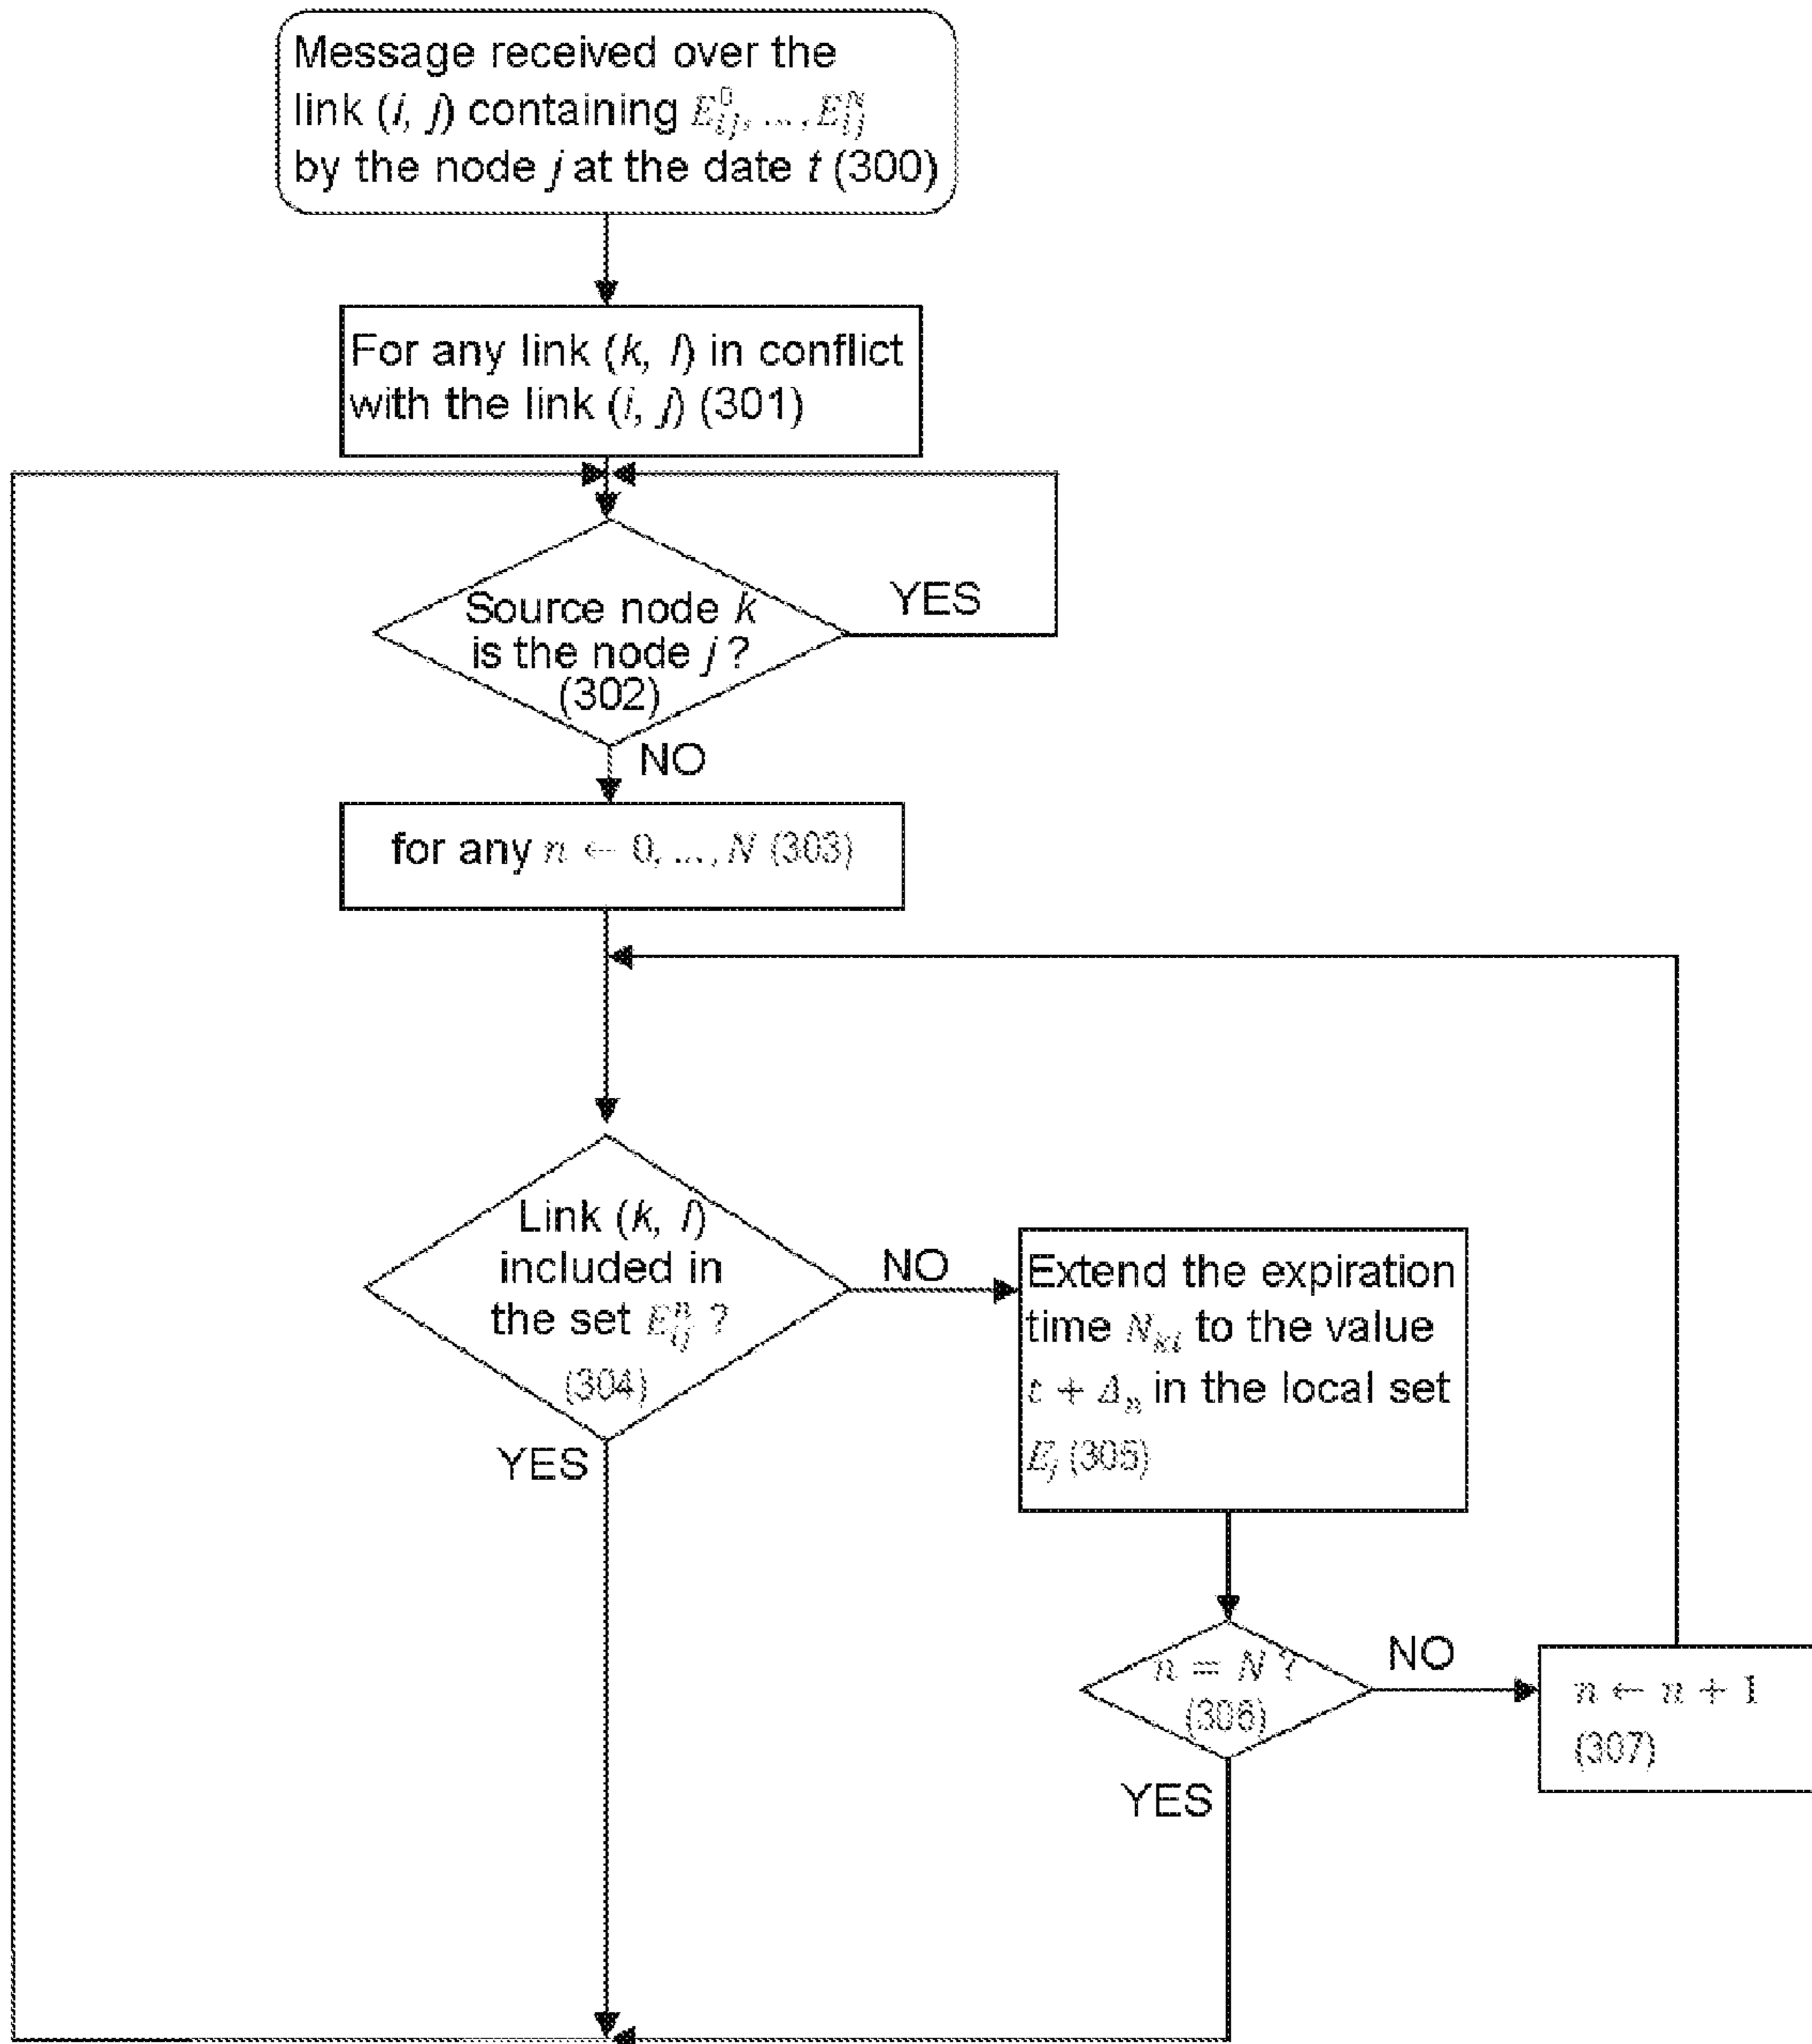 Message received over the
link (i, j) containing E⁰ᵢⱼ, ..., Eᴺᵢⱼ
by the node j at the date t (300)
For any link (k, l) in conflict
with the link (i, j) (301)
Source node k
is the node j ?
(302)
YES
NO
for any n ← 0, ..., N (303)
Link (k, l)
included in
the set Eⁿᵢⱼ ?
(304)
NO
YES
Extend the expiration
time Nₖₗ to the value
t + Δₙ in the local set
Eⱼ (305)
n = N ?
(306)
NO
YES
n ← n + 1
(307)